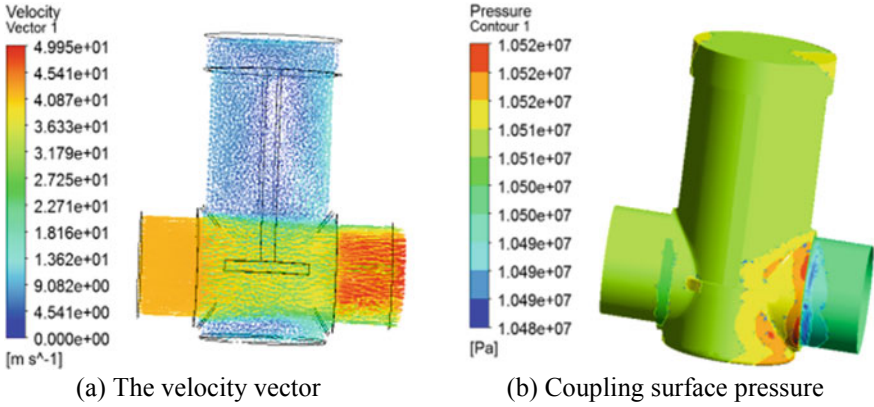 Velocity
Vector 1
4.995e+01
4.541e+01
4.087e+01
3.633e+01
3.179e+01
2.725e+01
2.271e+01
1.816e+01
1.362e+01
9.082e+00
4.541e+00
0.000e+00
[m s^-1]
(a) The velocity vector
Pressure
Contour 1
1.052e+07
1.052e+07
1.052e+07
1.051e+07
1.051e+07
1.050e+07
1.050e+07
1.049e+07
1.049e+07
1.049e+07
1.048e+07
[Pa]
(b) Coupling surface pressure